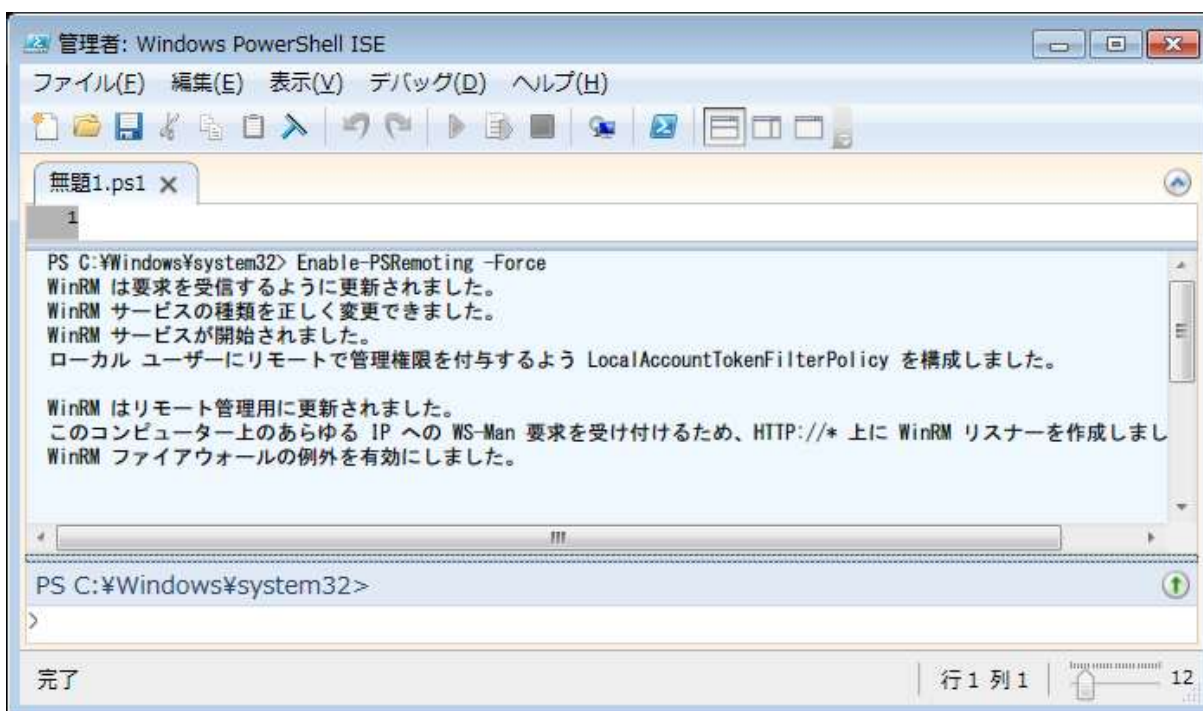 管理者: Windows PowerShell ISE
ファイル(F) 編集(E) 表示(V) デバッグ(D) ヘルプ(H)
無題1.ps1
1
PS C:¥Windows¥system32> Enable-PSRemoting -Force
WinRM は要求を受信するように更新されました。
WinRM サービスの種類を正しく変更できました。
WinRM サービスが開始されました。
ローカル ユーザーにリモートで管理権限を付与するよう LocalAccountTokenFilterPolicy を構成しました。
WinRM はリモート管理用に更新されました。
このコンピューター上のあらゆる IP への WS-Man 要求を受け付けるため、HTTP://* 上に WinRM リスナーを作成しまし
WinRM ファイアウォールの例外を有効にしました。
PS C:¥Windows¥system32>
>
完了 行 1 列 1 12